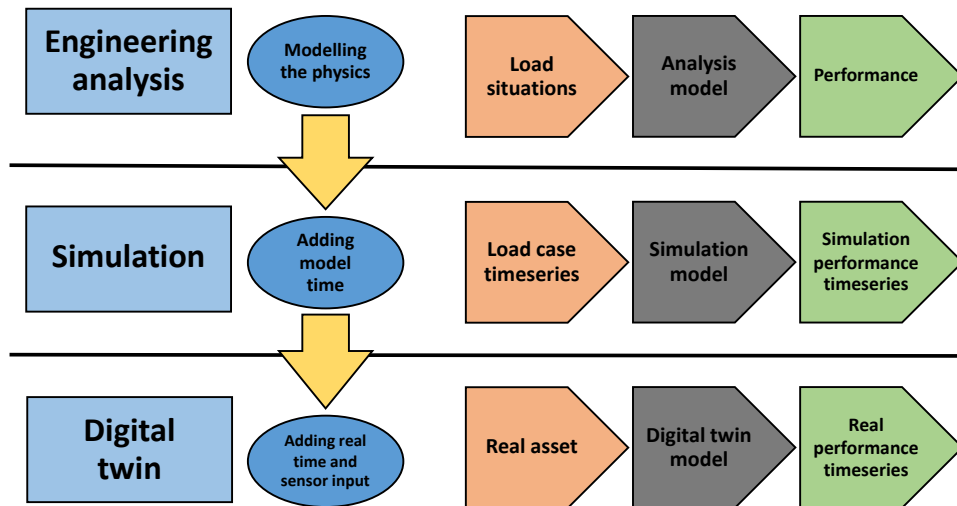 Engineering
analysis
Modelling
the physics
Load
situations
Analysis
model
Performance
Simulation
Adding
model
time
Load case
timeseries
Simulation
model
Simulation
performance
timeseries
Digital
twin
Adding real
time and
sensor input
Real asset
Digital twin
model
Real
performance
timeseries